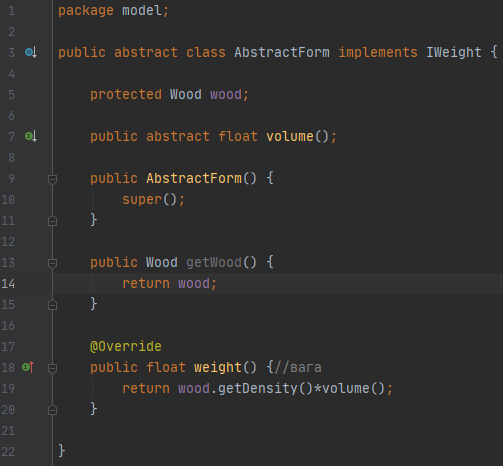 1 package model;
2
3 public abstract class AbstractForm implements IWeight {
4
5     protected Wood wood;
6
7     public abstract float volume();
8
9     public AbstractForm() {
10         super();
11     }
12
13     public Wood getWood() {
14         return wood;
15     }
16
17     @Override
18     public float weight() {//вага
19         return wood.getDensity()*volume();
20     }
21
22 }